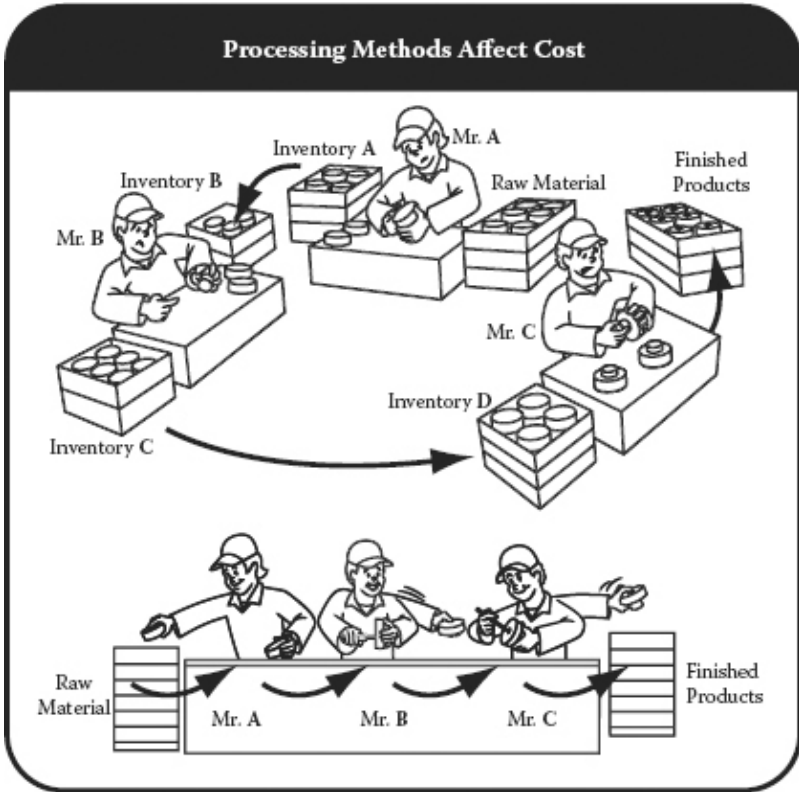 Processing Methods Affect Cost
Inventory A
Mr. A
Inventory B
Raw Material
Finished
Products
Mr. B
Mr. C
Inventory D
Inventory C
Raw
Material
Mr. A
Mr. B
Mr. C
Finished
Products